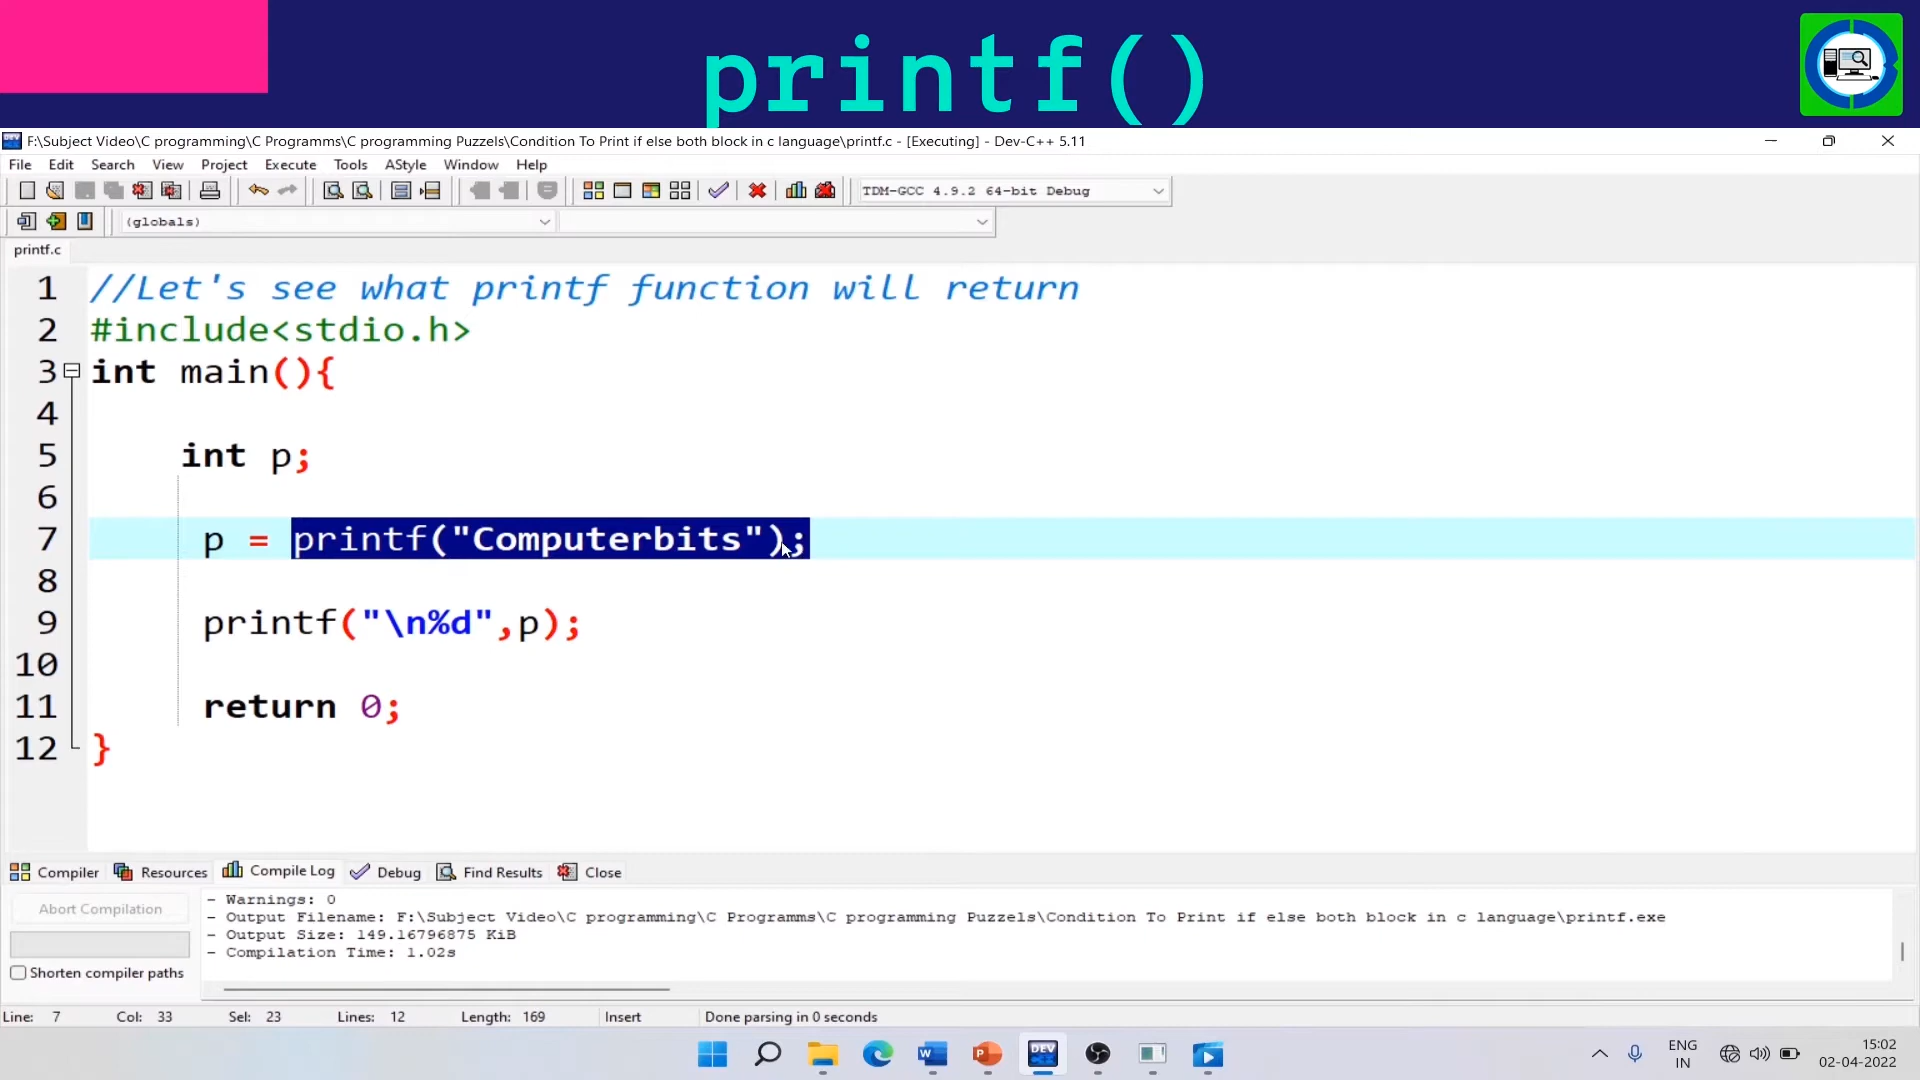 printf()
F:\Subject Video\C programming\C Programms\C programming Puzzels\Condition To Print if else both block in c language\printf.c - [Executing] - Dev-C++ 5.11
File Edit Search View Project Execute Tools AStyle Window Help
TDM-GCC 4.9.2 64-bit Debug
(globals)
printf.c
1 //Let's see what printf function will return
2 #include<stdio.h>
3 int main(){
4
5 int p;
6
7 p = printf("Computerbits");
8
9 printf("\n%d",p);
10
11 return 0;
12 }
Compiler Resources Compile Log Debug Find Results Close
Abort Compilation
Shorten compiler paths
- Warnings: 0
- Output Filename: F:\Subject Video\C programming\C Programms\C programming Puzzels\Condition To Print if else both block in c language\printf.exe
- Output Size: 149.16796875 KiB
- Compilation Time: 1.02s
Line: 7 Col: 33 Sel: 23 Lines: 12 Length: 169 Insert Done parsing in 0 seconds
DEV
ENG
IN
15:02
02-04-2022